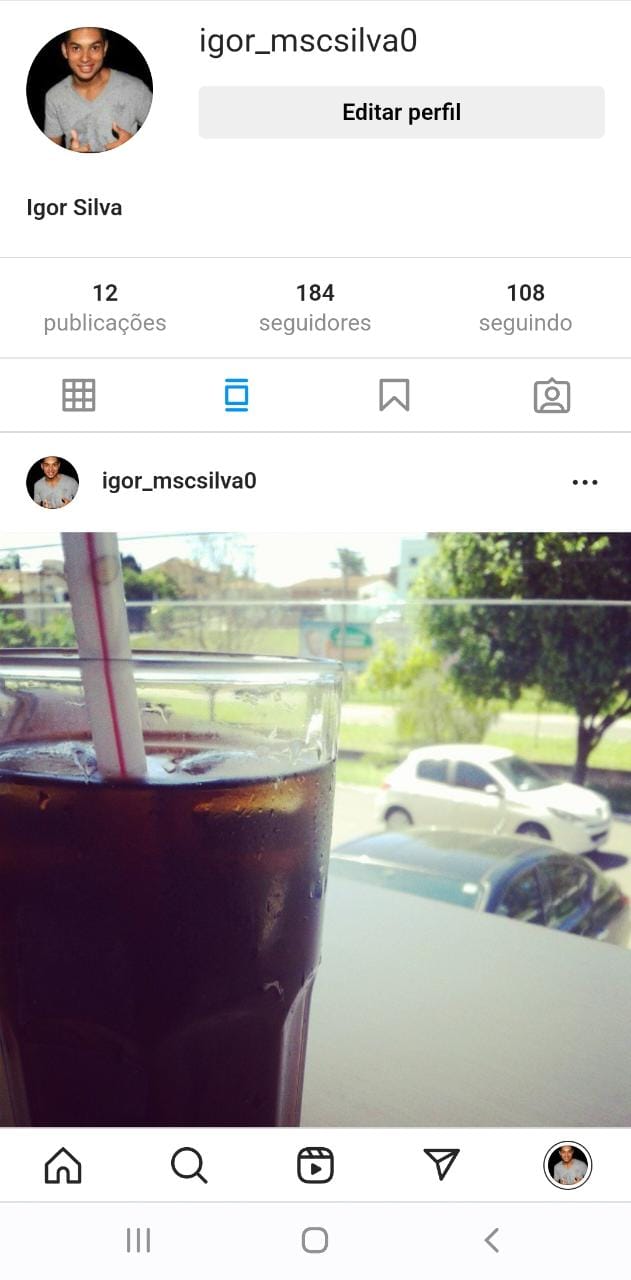 igor_mscsilva0
Editar perfil
Igor Silva
12 184 108
publicações seguidores seguindo
igor_mscsilva0